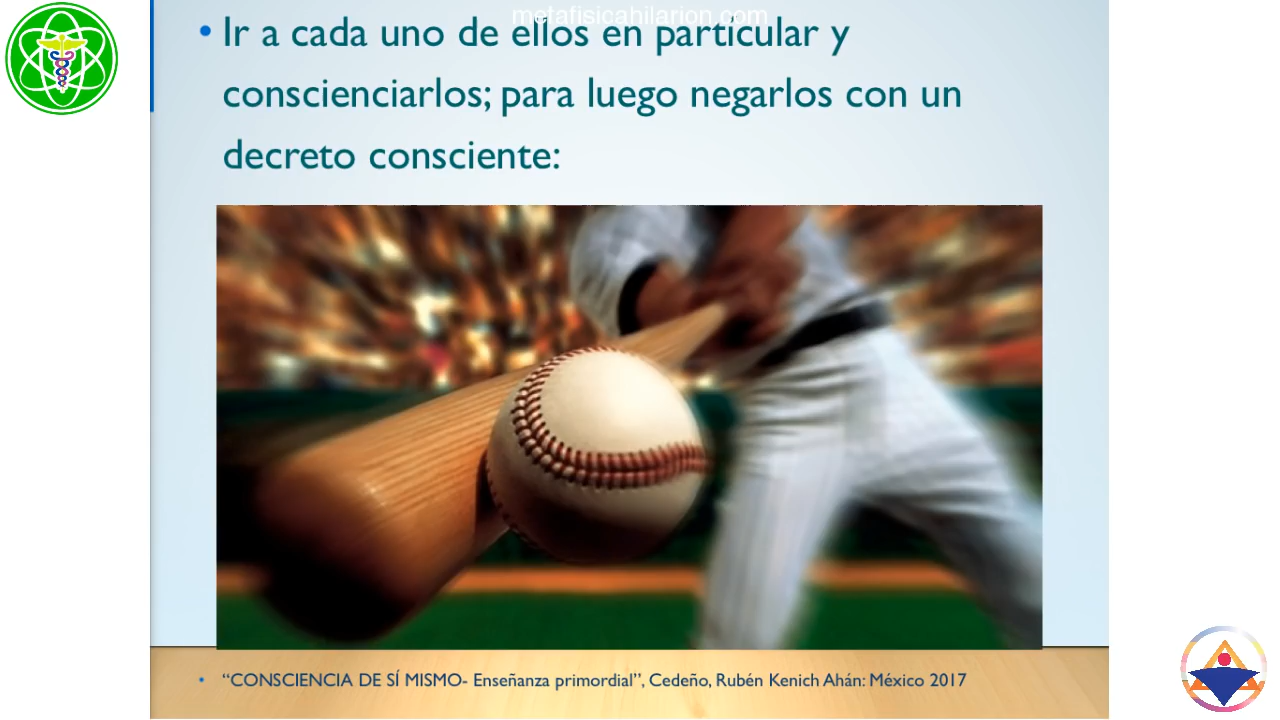 metafisicahilarion.com
• Ir a cada uno de ellos en particular y
conscienciarlos; para luego negarlos con un
decreto consciente:
• “CONSCIENCIA DE SÍ MISMO- Enseñanza primordial”, Cedeño, Rubén Kenich Ahán: México 2017